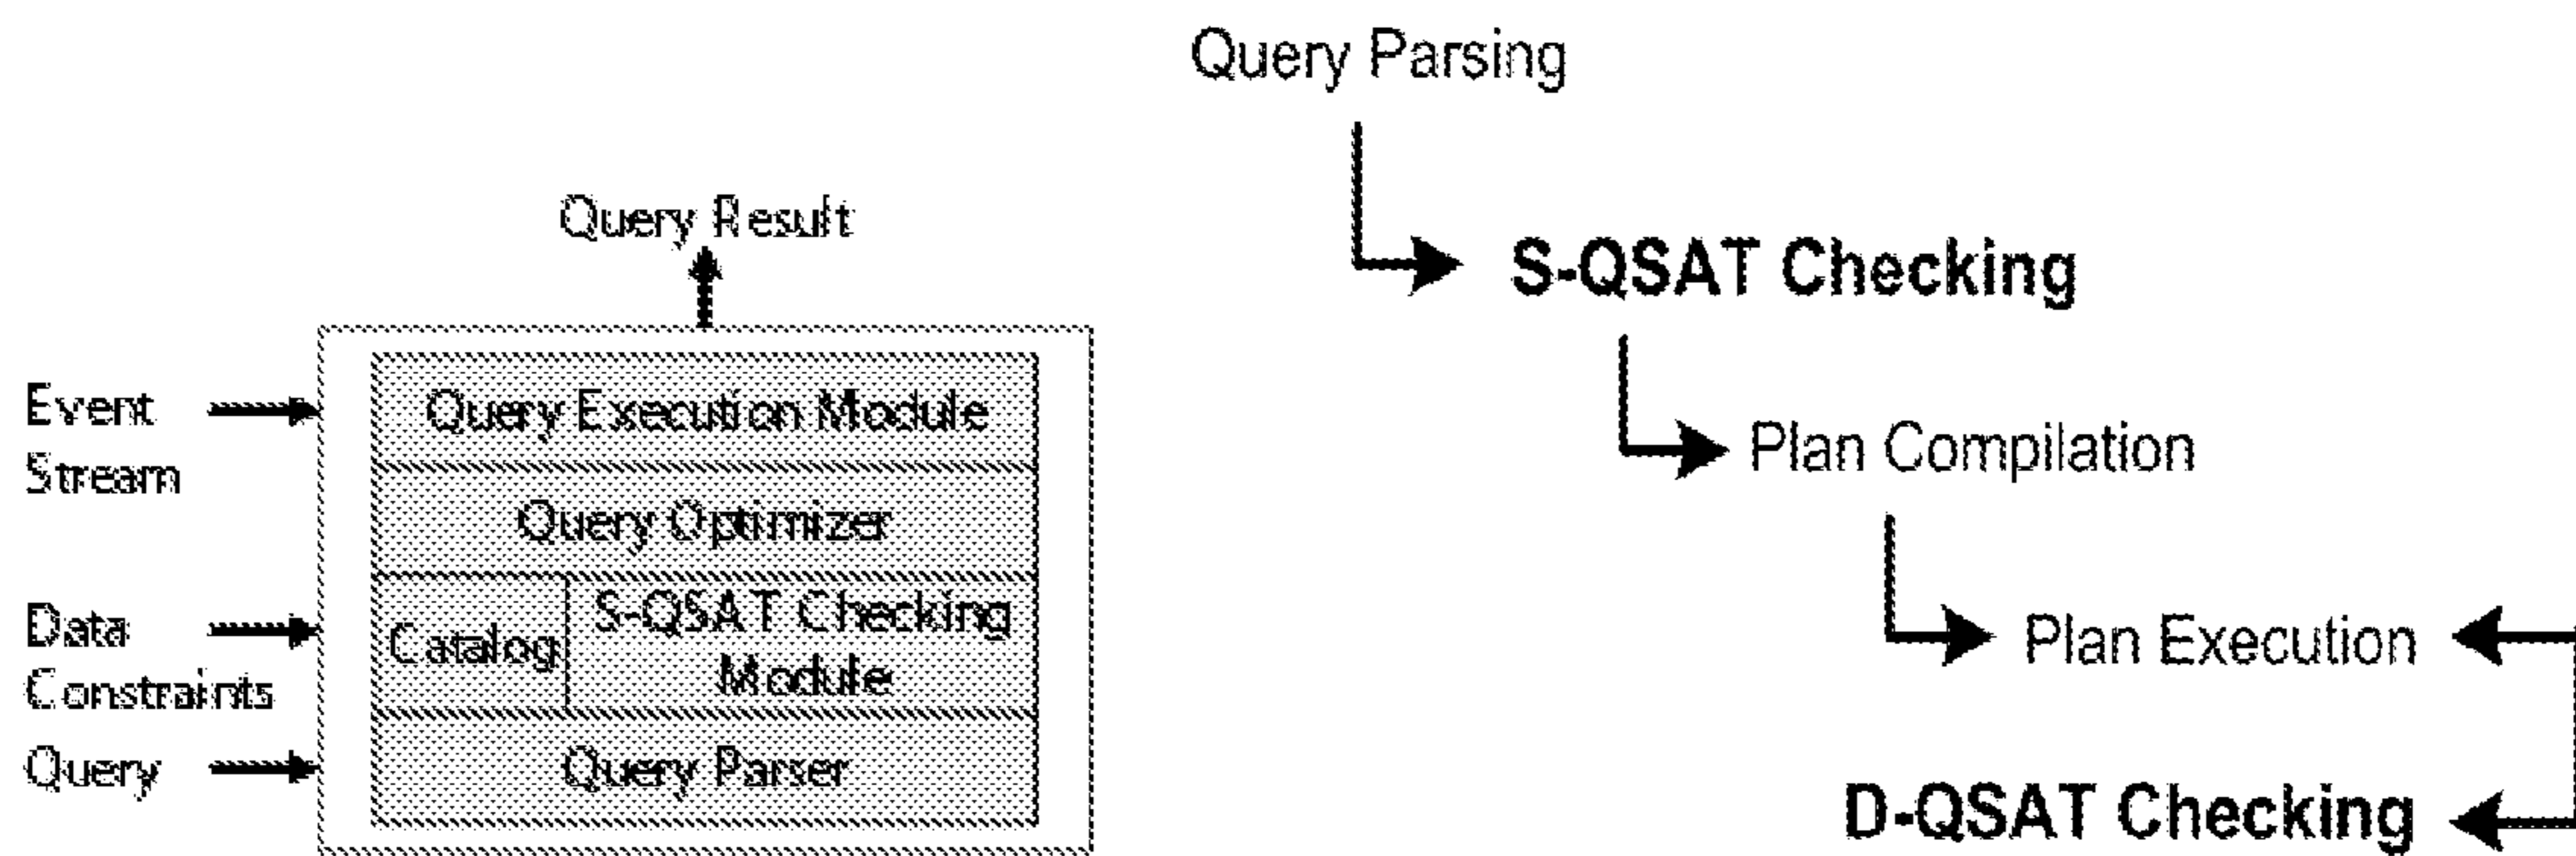 Query Result
Event
Stream
Data
Constraints
Query
Query Execution Module
Query Optimizer
Catalog
S-QSAT Checking
Module
Query Parser
Query Parsing
S-QSAT Checking
Plan Compilation
Plan Execution
D-QSAT Checking